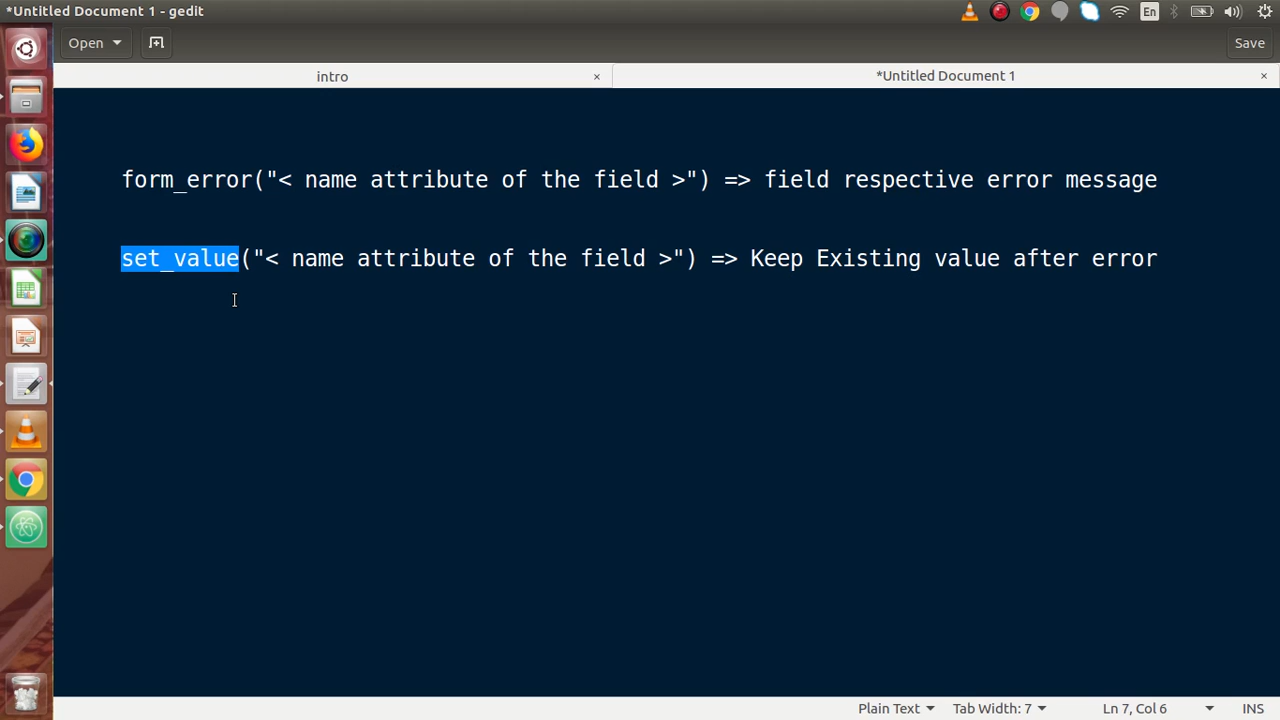 *Untitled Document 1 - gedit
En
Open
Save
intro ×
*Untitled Document 1 ×
form_error("< name attribute of the field >") => field respective error message
set_value("< name attribute of the field >") => Keep Existing value after error
Plain Text Tab Width: 7 Ln 7, Col 6 INS